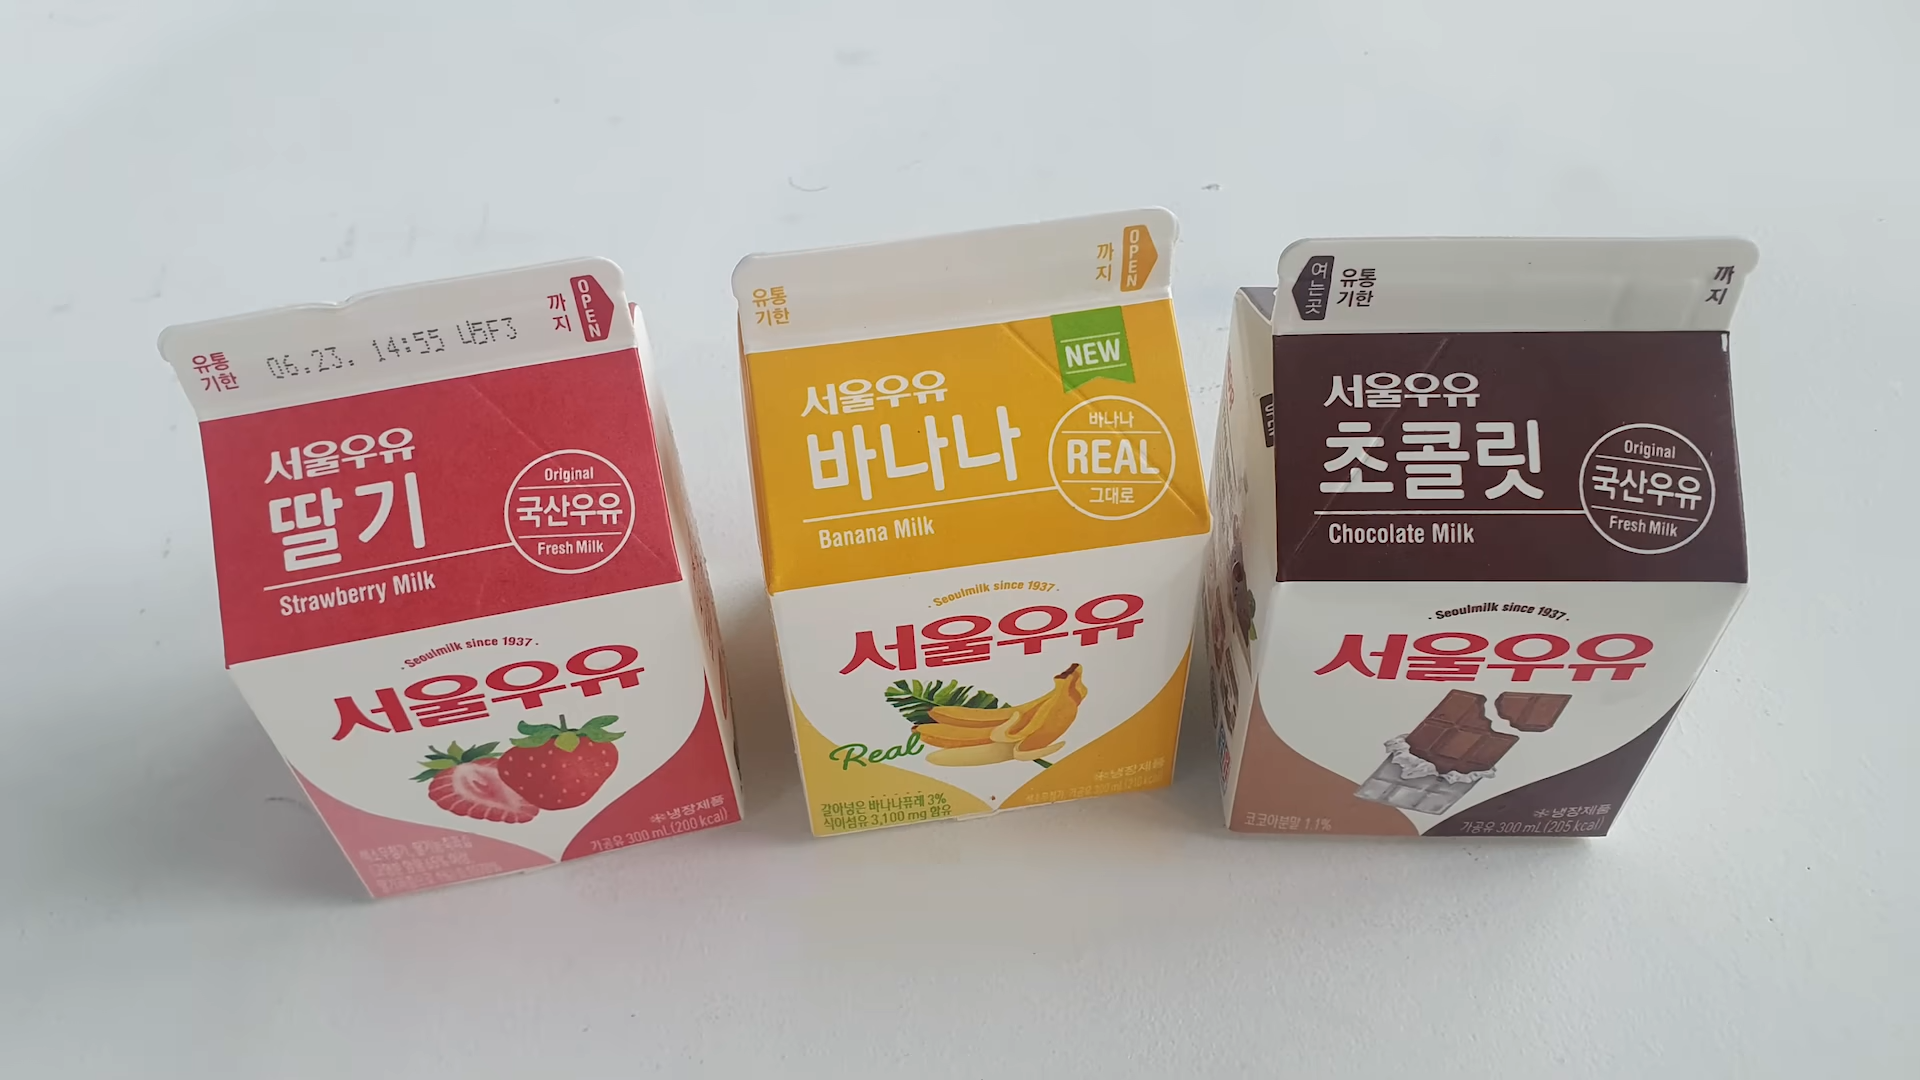 유통
기한
06.23. 14:55 UBF3
까
지
OPEN
서울우유
딸기
Strawberry Milk
Original
국산우유
Fresh Milk
· Seoulmilk since 1937 ·
서울우유
냉장제품
가공유 300 mL(200 kcal)
유통
기한
까
지
OPEN
NEW
서울우유
바나나
Banana Milk
바나나
REAL
그대로
· Seoulmilk since 1937 ·
서울우유
Real
갈아넣은 바나나퓨레 3%
식이섬유 3,100 mg 함유
냉장제품
여는곳
유통
기한
까
지
서울우유
초콜릿
Chocolate Milk
Original
국산우유
Fresh Milk
· Seoulmilk since 1937 ·
서울우유
코코아분말 1.1%
냉장제품
가공유 300 mL(205 kcal)